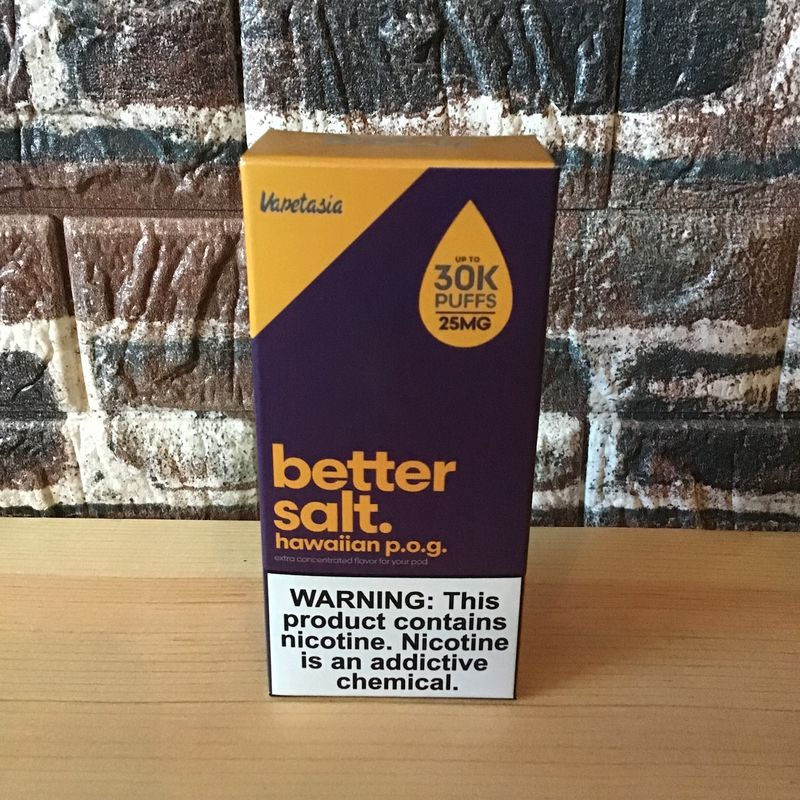 Vapetasia
UP TO
30K
PUFFS
25MG
better
salt.
hawaiian p.o.g.
extra concentrated flavor for your pod
WARNING: This
product contains
nicotine. Nicotine
is an addictive
chemical.